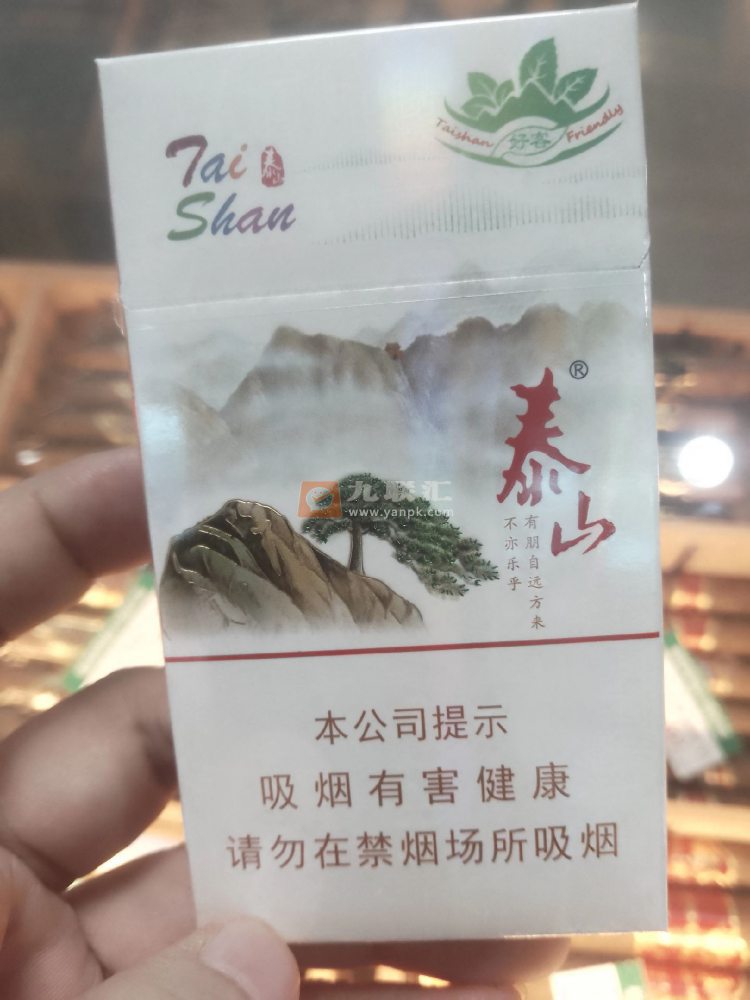 Tai
泰山
Shan
Taishan 好客 Friendly
泰山®
有朋自远方来
不亦乐乎
九联汇
www.yanpk.com
本公司提示
吸烟有害健康
请勿在禁烟场所吸烟